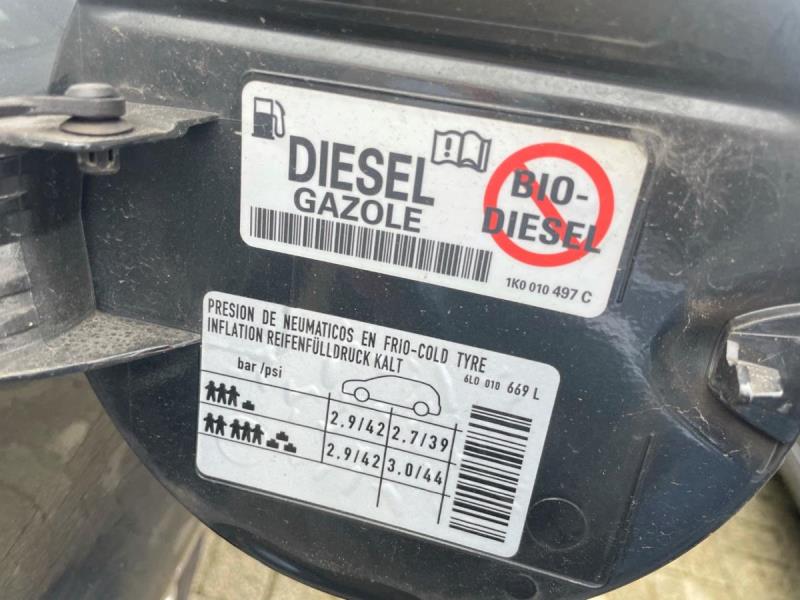 DIESEL
GAZOLE
BIO-
DIESEL
1K0 010 497 C
PRESION DE NEUMATICOS EN FRIO-COLD TYRE
INFLATION REIFENFÜLLDRUCK KALT
6L0 010 669 L
bar/psi
2.9/42 2.7/39
2.9/42 3.0/44